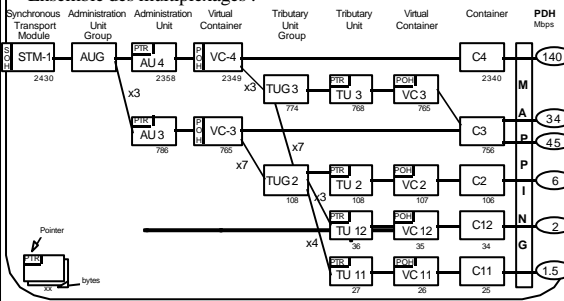 Ensemble des multiplexages :
Synchronous Transport Module
Administration Unit Group
Administration Unit
Virtual Container
Tributary Unit Group
Tributary Unit
Virtual Container
Container
PDH Mbps
SOH STM-1 2430
AUG
PTR AU 4 2358
POH VC-4 2349
C4 2340
140
x3
x3
TUG 3 774
PTR TU 3 768
POH VC 3 765
34
PTR AU 3 786
POH VC-3 765
C3 756
45
x7
x7
TUG 2 108
PTR TU 2 108
POH VC 2 107
C2 106
6
x3
PTR TU 12 36
POH VC 12 35
C12 34
2
x4
PTR TU 11 27
POH VC 11 26
C11 25
1.5
MAPPING
Pointer
PTR
xx
bytes